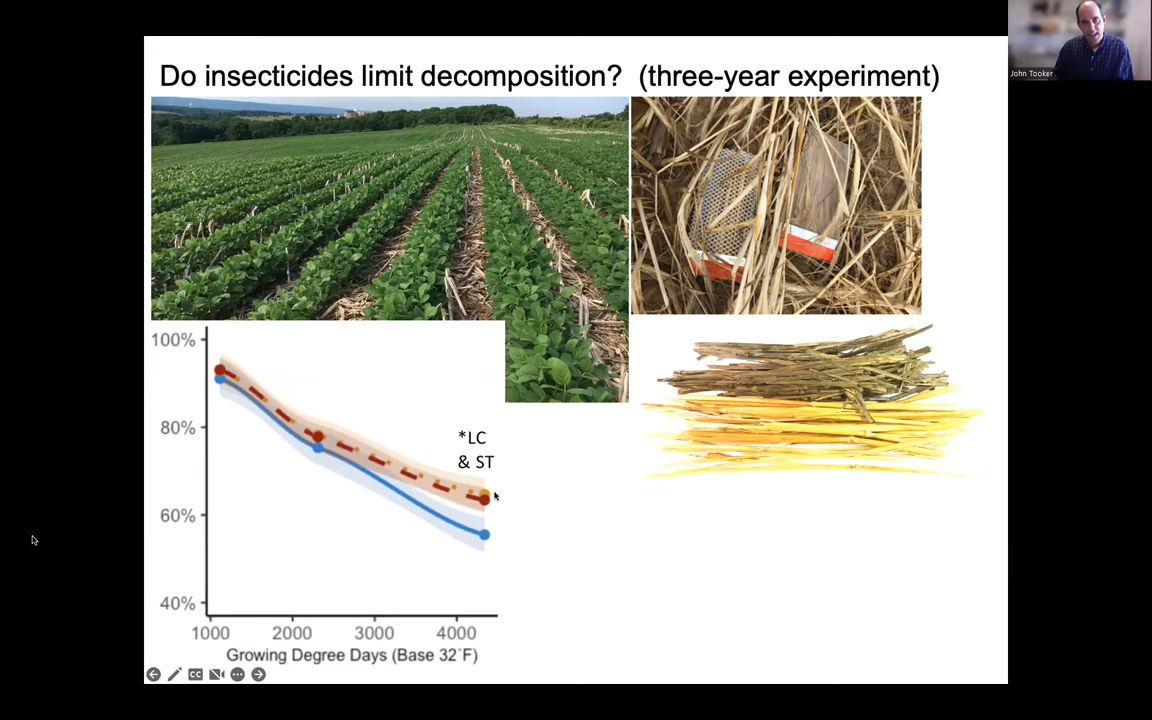 Do insecticides limit decomposition? (three-year experiment)
John Tooker
100%
80%
60%
40%
*LC
& ST
1000 2000 3000 4000
Growing Degree Days (Base 32°F)
CC